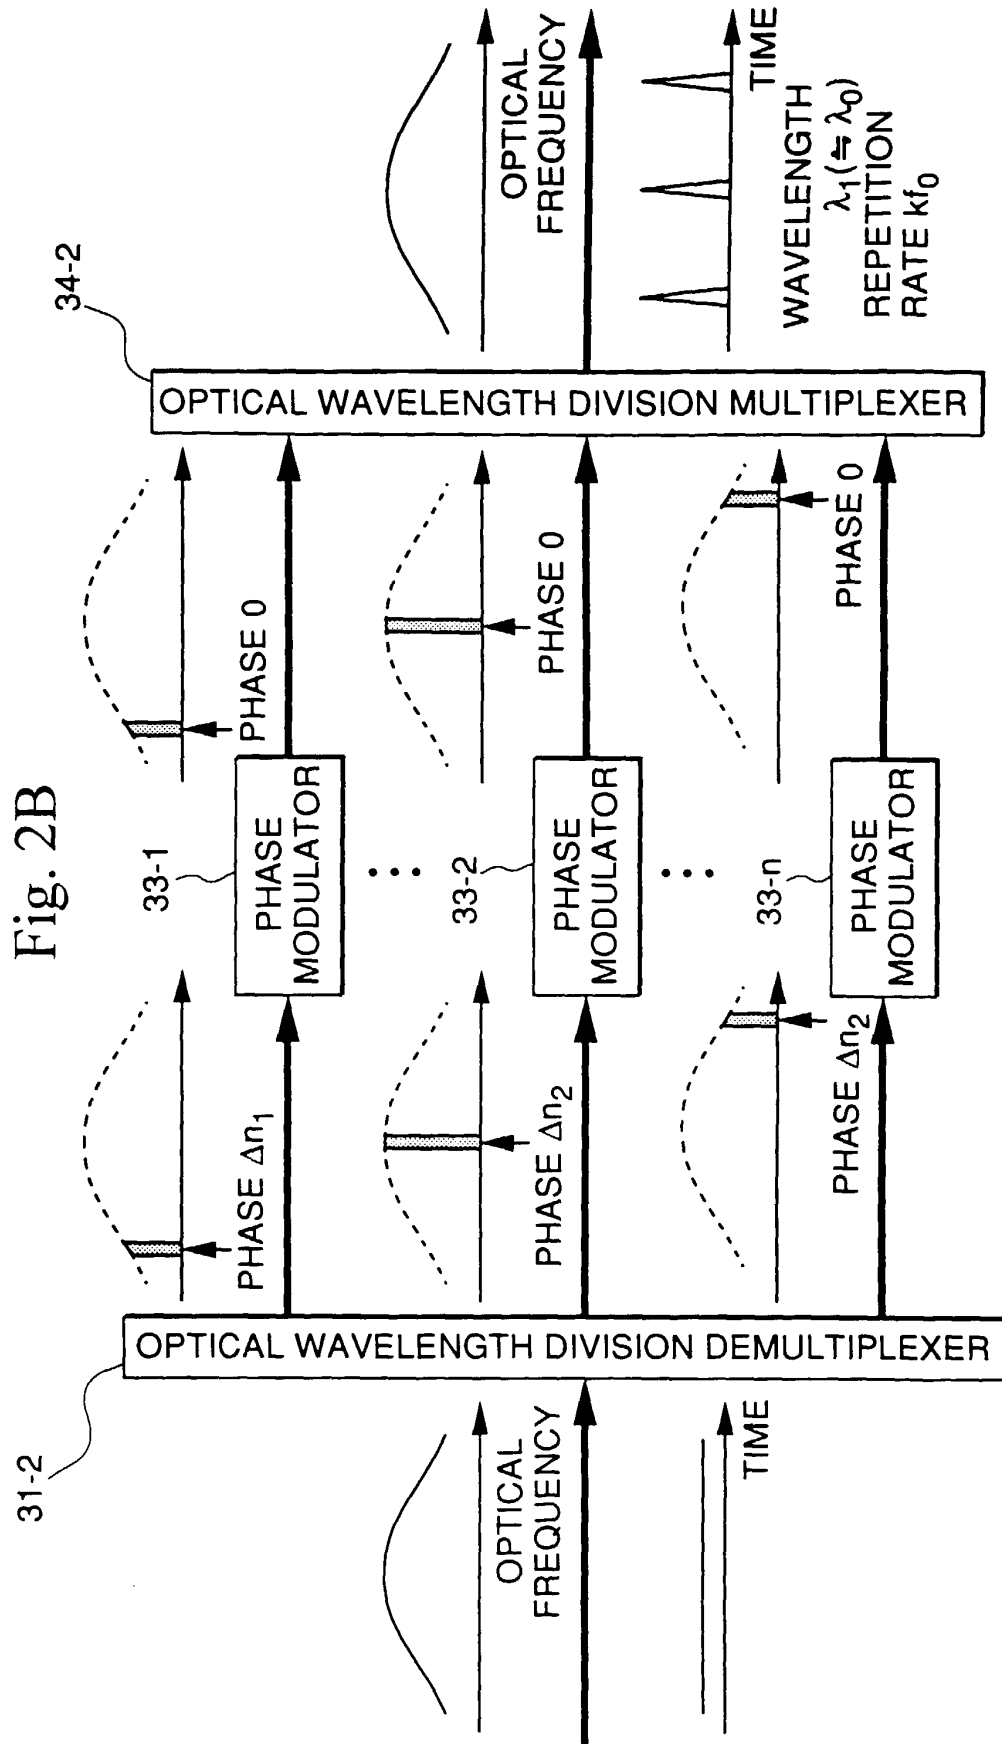 Fig. 2B
31-2
OPTICAL
FREQUENCY
TIME
OPTICAL WAVELENGTH DIVISION DEMULTIPLEXER
PHASE Δn₁
33-1
PHASE
MODULATOR
PHASE 0
PHASE Δn₂
33-2
PHASE
MODULATOR
PHASE 0
PHASE Δn₂
33-n
PHASE
MODULATOR
PHASE 0
34-2
OPTICAL WAVELENGTH DIVISION MULTIPLEXER
OPTICAL
FREQUENCY
TIME
WAVELENGTH
λ₁(≒λ₀)
REPETITION
RATE kf₀